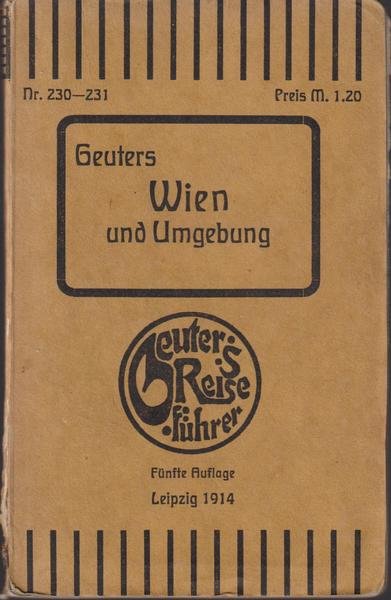 Nr. 230—231
Preis M. 1.20
Geuters
Wien
und Umgebung
Geuter's
Reise
führer
Fünfte Auflage
Leipzig 1914